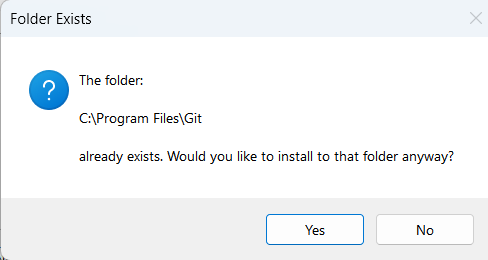 Folder Exists
The folder:
C:\Program Files\Git
already exists. Would you like to install to that folder anyway?
Yes
No